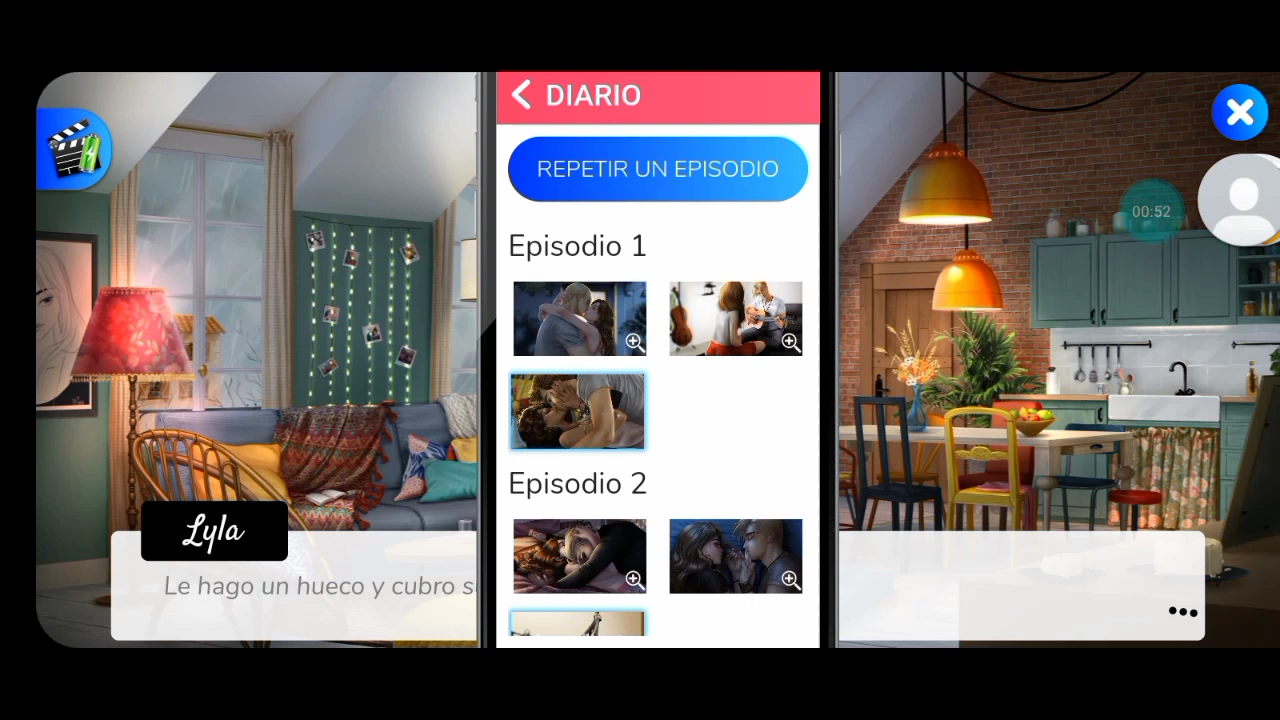 DIARIO
REPETIR UN EPISODIO
Episodio 1
Episodio 2
00:52
Lyla
Le hago un hueco y cubro s